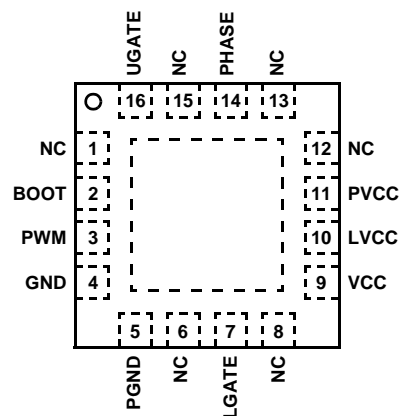 UGATE
NC
PHASE
NC
16
15
14
13
NC 1
12 NC
BOOT 2
11 PVCC
PWM 3
10 LVCC
GND 4
9 VCC
5
6
7
8
PGND
NC
LGATE
NC